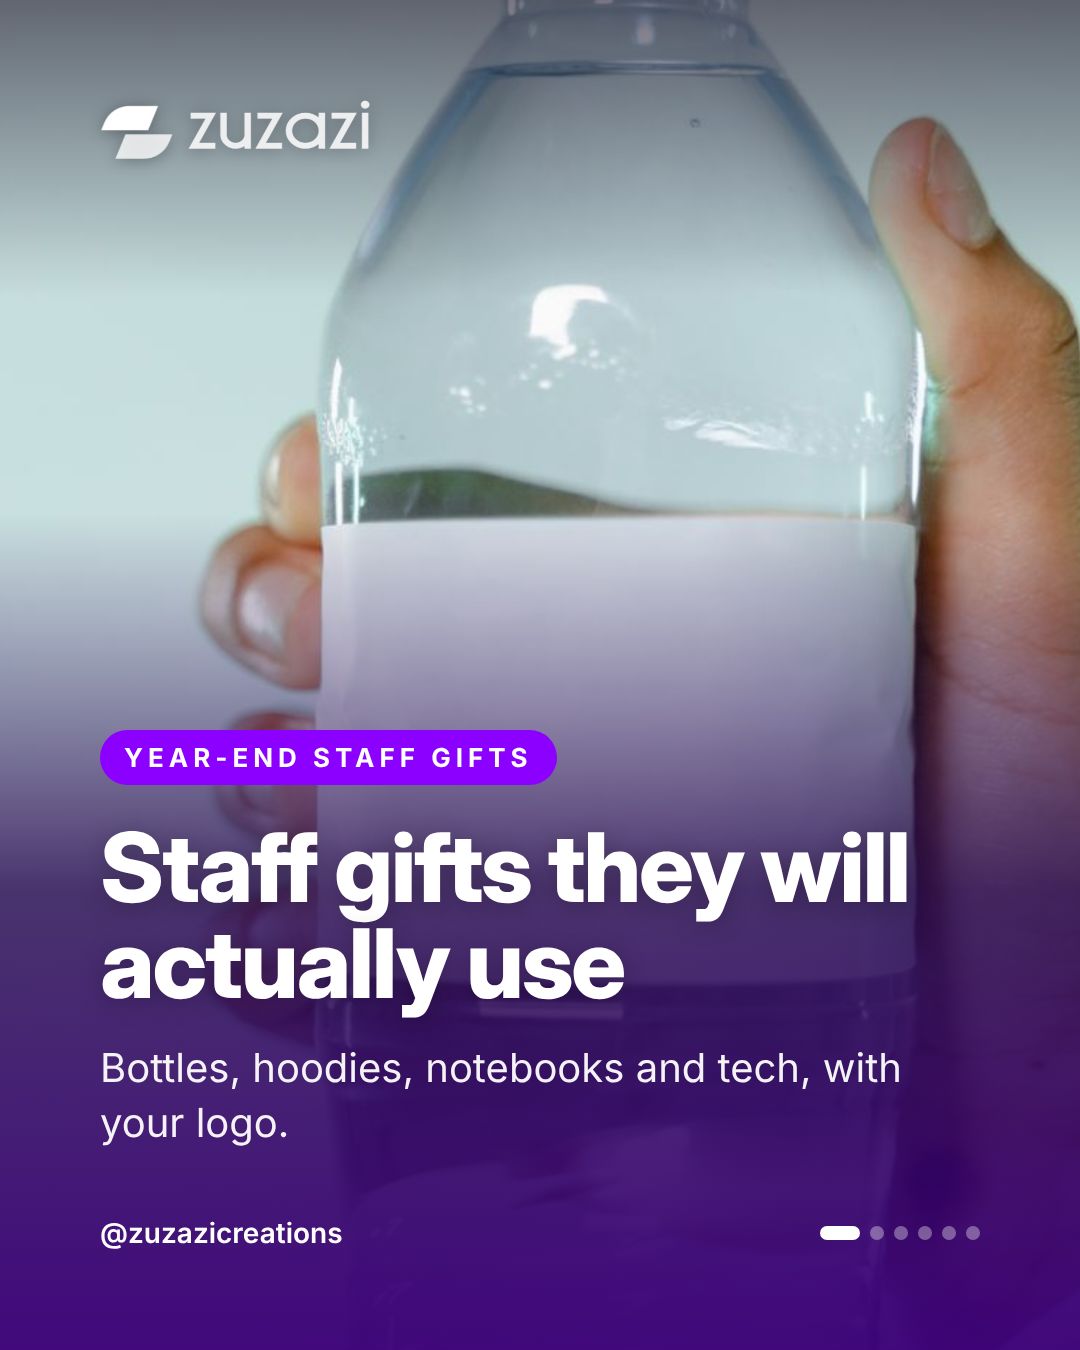 zuzazi
YEAR-END STAFF GIFTS
Staff gifts they will
actually use
Bottles, hoodies, notebooks and tech, with
your logo.
@zuzazicreations